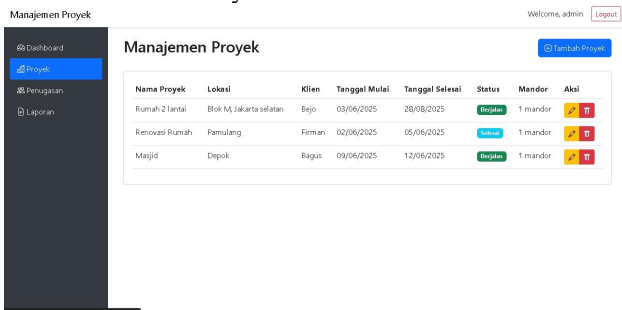 Manajemen Proyek
Welcome, admin Logout
Dashboard
Proyek
Penugasan
Laporan
Manajemen Proyek
Tambah Proyek
Nama Proyek Lokasi Klien Tanggal Mulai Tanggal Selesai Status Mandor Aksi
Rumah 2 lantai Blok M, Jakarta selatan Bejo 03/06/2025 28/08/2025 Berjalan 1 mandor
Renovasi Rumah Pamulang Firman 02/06/2025 05/06/2025 Selesai 1 mandor
Masjid Depok Bagus 09/06/2025 12/06/2025 Berjalan 1 mandor